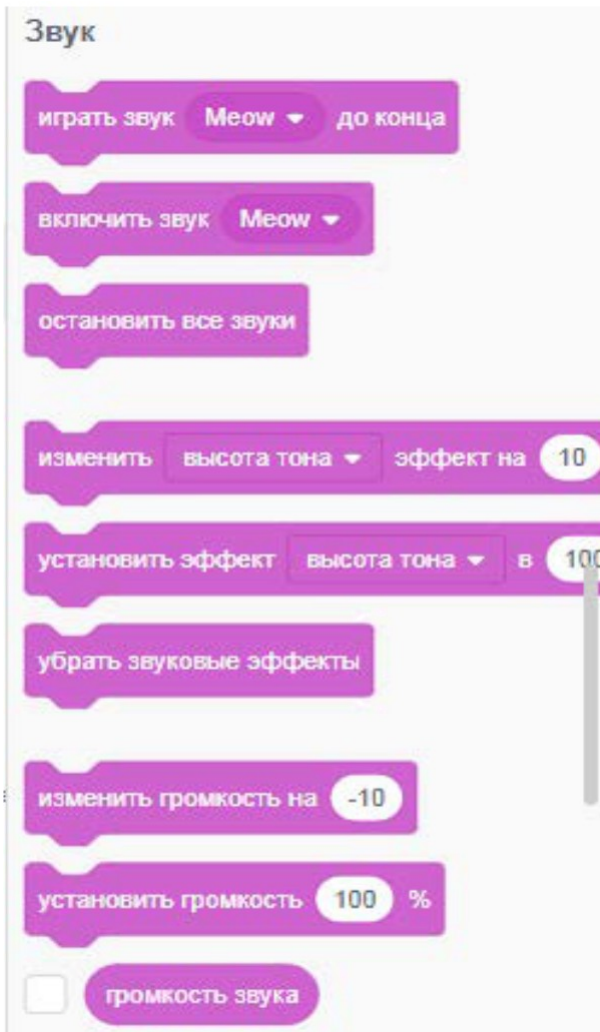 Звук
играть звук Meow до конца
включить звук Meow
остановить все звуки
изменить высота тона эффект на 10
установить эффект высота тона в 100
убрать звуковые эффекты
изменить громкость на -10
установить громкость 100 %
громкость звука